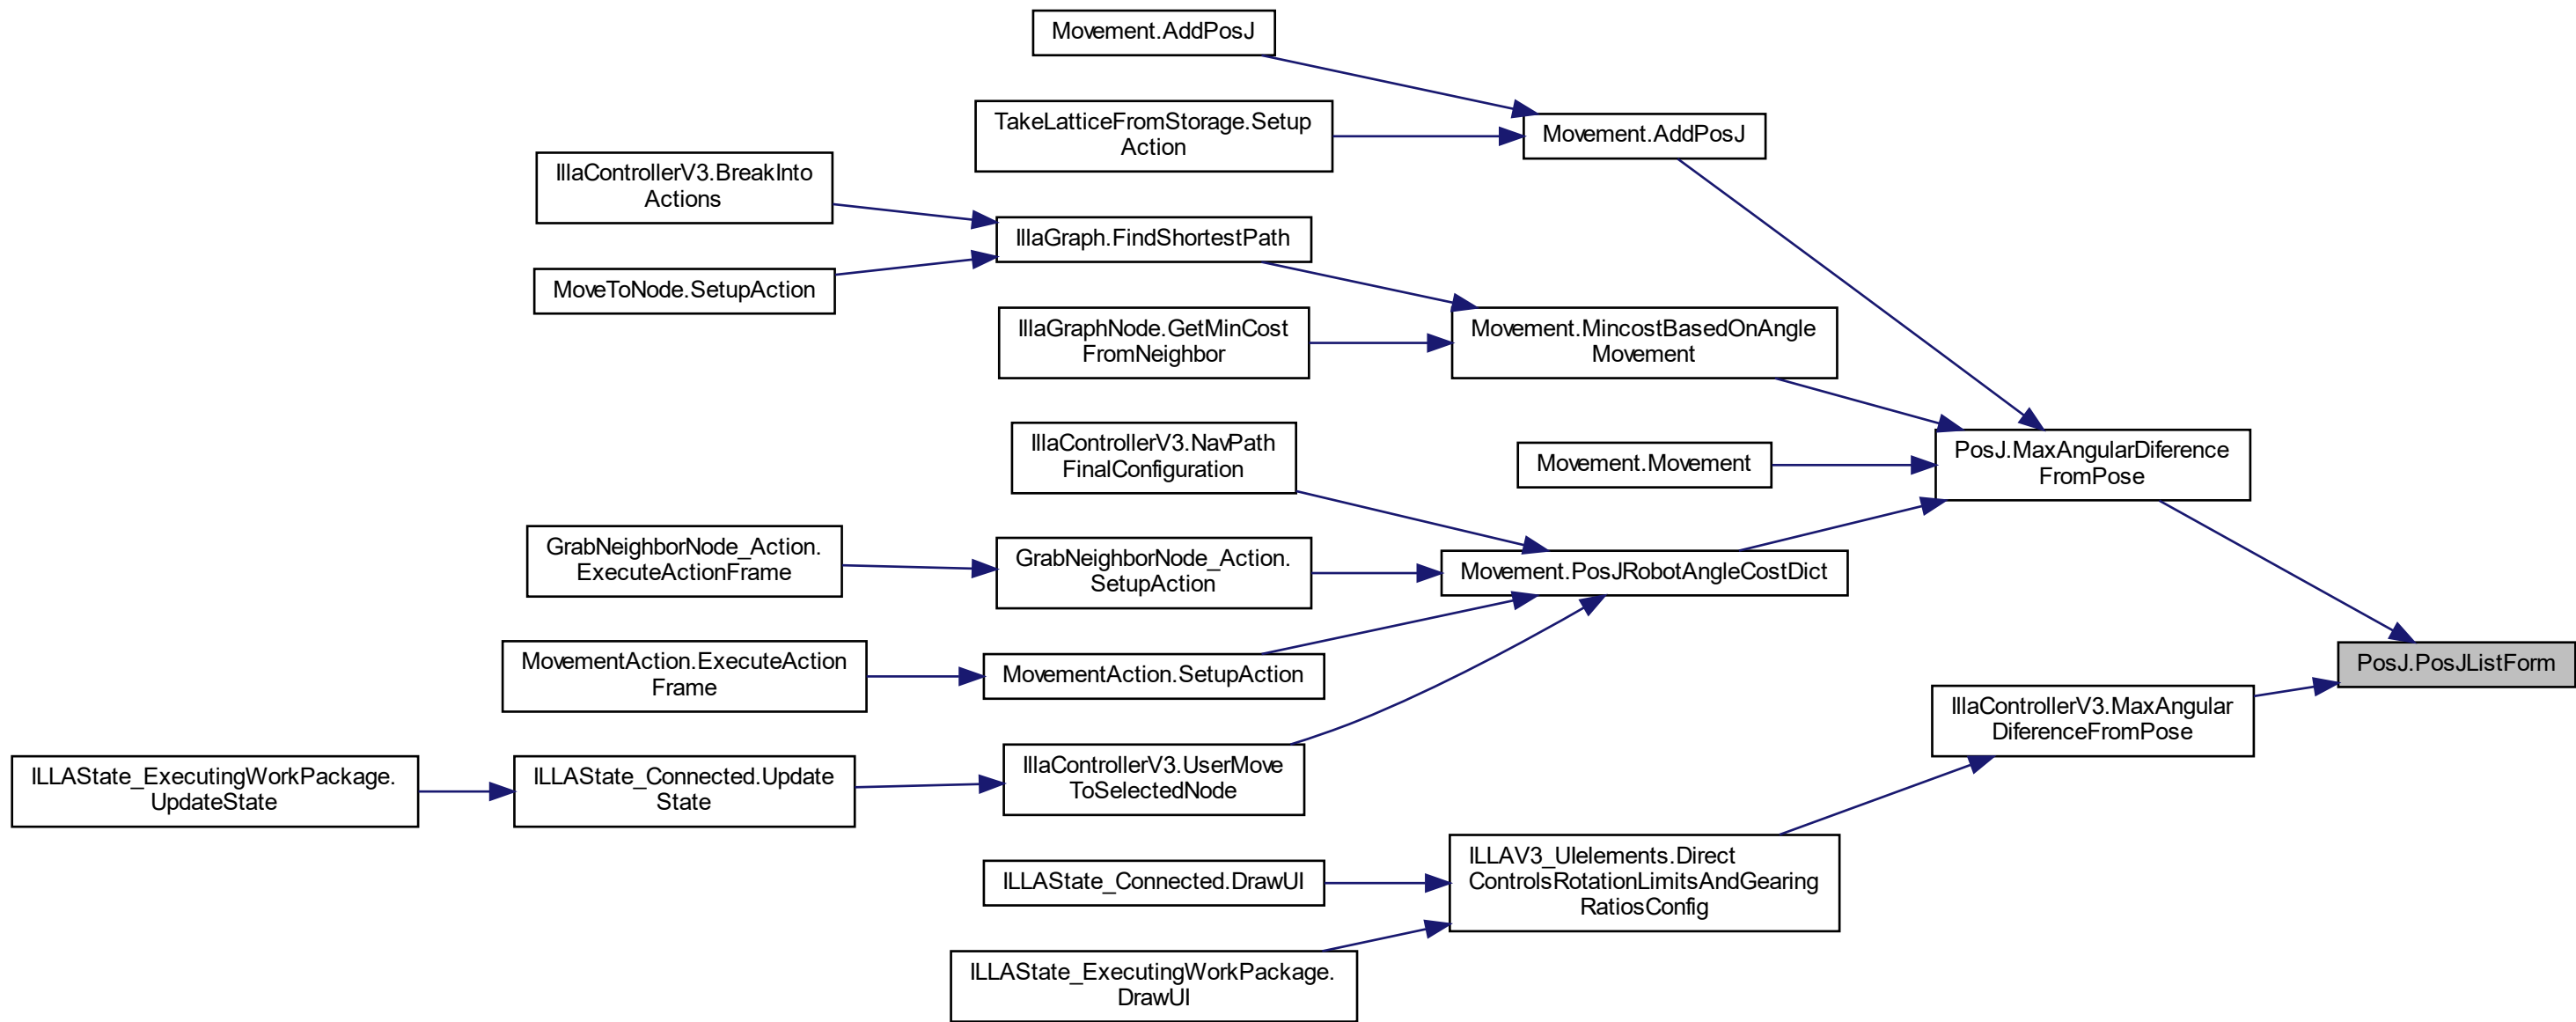 Movement.AddPosJ
TakeLatticeFromStorage.Setup
Action
Movement.AddPosJ
IllaControllerV3.BreakInto
Actions
IllaGraph.FindShortestPath
MoveToNode.SetupAction
IllaGraphNode.GetMinCost
FromNeighbor
Movement.MincostBasedOnAngle
Movement
IllaControllerV3.NavPath
FinalConfiguration
Movement.Movement
PosJ.MaxAngularDiference
FromPose
GrabNeighborNode_Action.
ExecuteActionFrame
GrabNeighborNode_Action.
SetupAction
Movement.PosJRobotAngleCostDict
MovementAction.ExecuteAction
Frame
MovementAction.SetupAction
PosJ.PosJListForm
IllaControllerV3.MaxAngular
DiferenceFromPose
ILLAState_ExecutingWorkPackage.
UpdateState
ILLAState_Connected.Update
State
IllaControllerV3.UserMove
ToSelectedNode
ILLAState_Connected.DrawUI
ILLAV3_UIelements.Direct
ControlsRotationLimitsAndGearing
RatiosConfig
ILLAState_ExecutingWorkPackage.
DrawUI